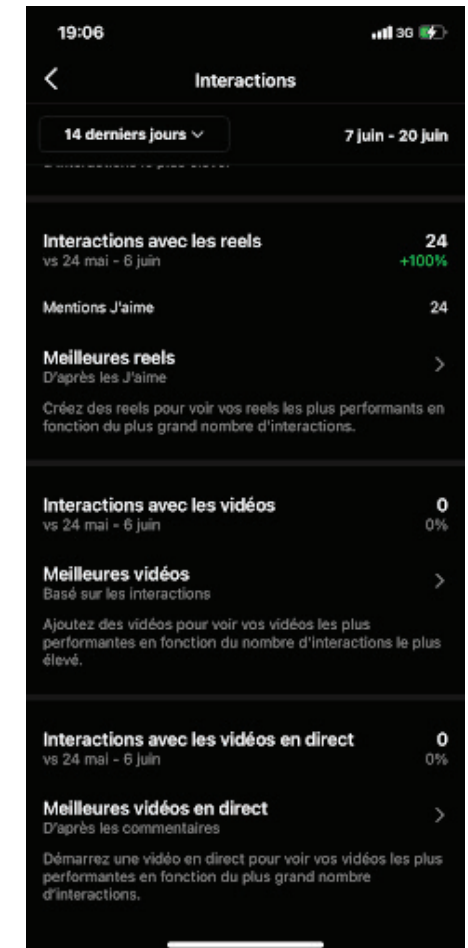 19:06
3G
Interactions
14 derniers jours
7 juin - 20 juin
d'interactions le plus élevé.
Interactions avec les reels 24
vs 24 mai - 6 juin +100%
Mentions J'aime 24
Meilleures reels
D'après les J'aime
Créez des reels pour voir vos reels les plus performants en
fonction du plus grand nombre d'interactions.
Interactions avec les vidéos 0
vs 24 mai - 6 juin 0%
Meilleures vidéos
Basé sur les interactions
Ajoutez des vidéos pour voir vos vidéos les plus
performantes en fonction du nombre d'interactions le plus
élevé.
Interactions avec les vidéos en direct 0
vs 24 mai - 6 juin 0%
Meilleures vidéos en direct
D'après les commentaires
Démarrez une vidéo en direct pour voir vos vidéos les plus
performantes en fonction du plus grand nombre
d'interactions.